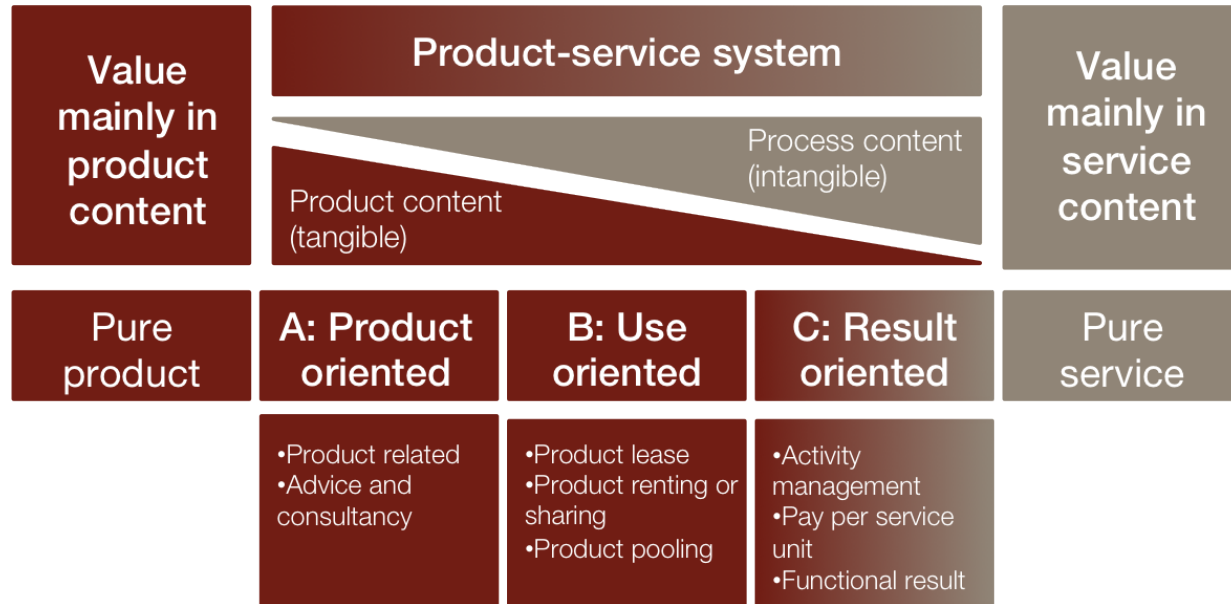 Value
mainly in
product
content
Product-service system
Value
mainly in
service
content
Process content
(intangible)
Product content
(tangible)
Pure
product
A: Product
oriented
B: Use
oriented
C: Result
oriented
Pure
service
•Product related
•Advice and
consultancy
•Product lease
•Product renting or
sharing
•Product pooling
•Activity
management
•Pay per service
unit
•Functional result